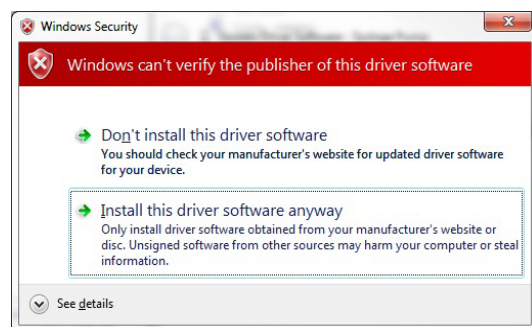 Windows Security
Windows can't verify the publisher of this driver software
Don't install this driver software
You should check your manufacturer's website for updated driver software
for your device.
Install this driver software anyway
Only install driver software obtained from your manufacturer's website or
disc. Unsigned software from other sources may harm your computer or steal
information.
See details